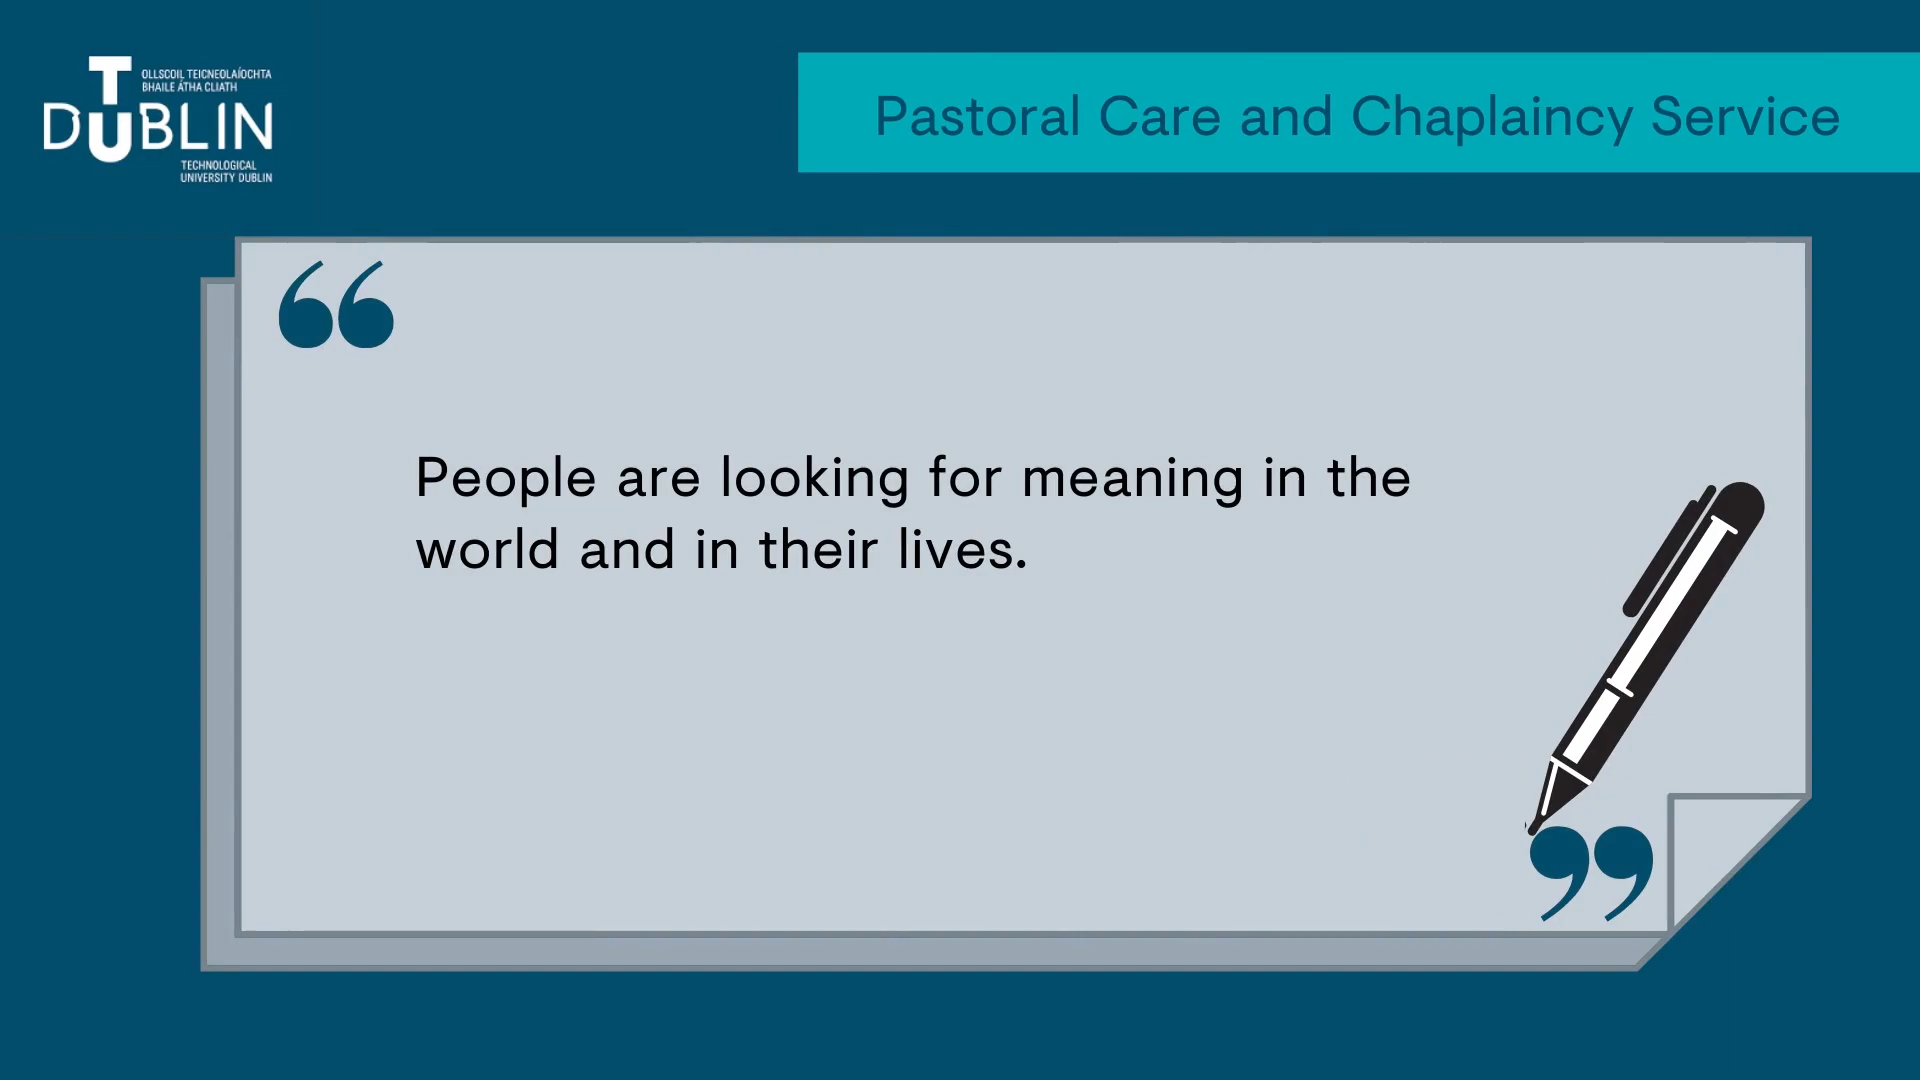 OLLSCOIL TEICNEOLAÍOCHTA
BHAILE ÁTHA CLIATH
TU DUBLIN
TECHNOLOGICAL
UNIVERSITY DUBLIN
Pastoral Care and Chaplaincy Service
“
People are looking for meaning in the
world and in their lives.
”